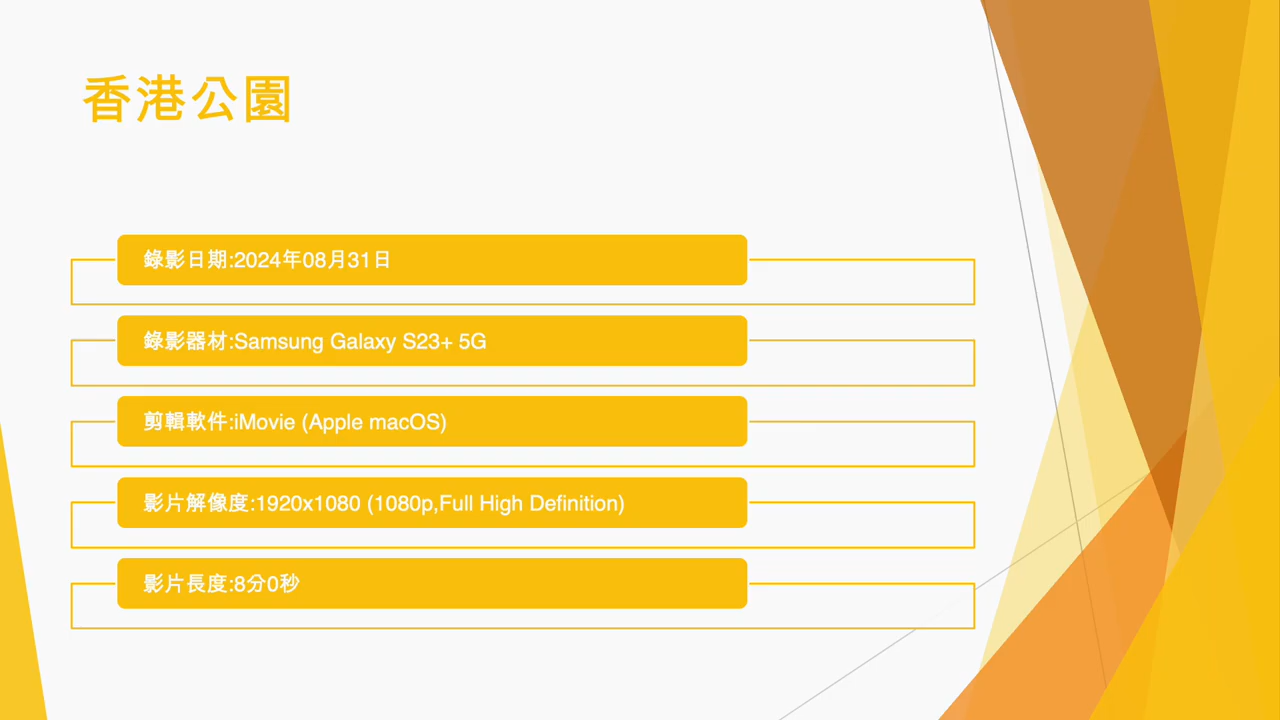 香港公園
錄影日期:2024年08月31日
錄影器材:Samsung Galaxy S23+ 5G
剪輯軟件:iMovie (Apple macOS)
影片解像度:1920x1080 (1080p,Full High Definition)
影片長度:8分0秒